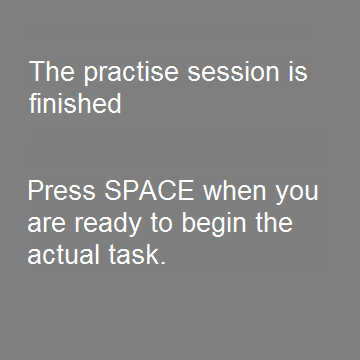 The practise session is
finished
Press SPACE when you
are ready to begin the
actual task.